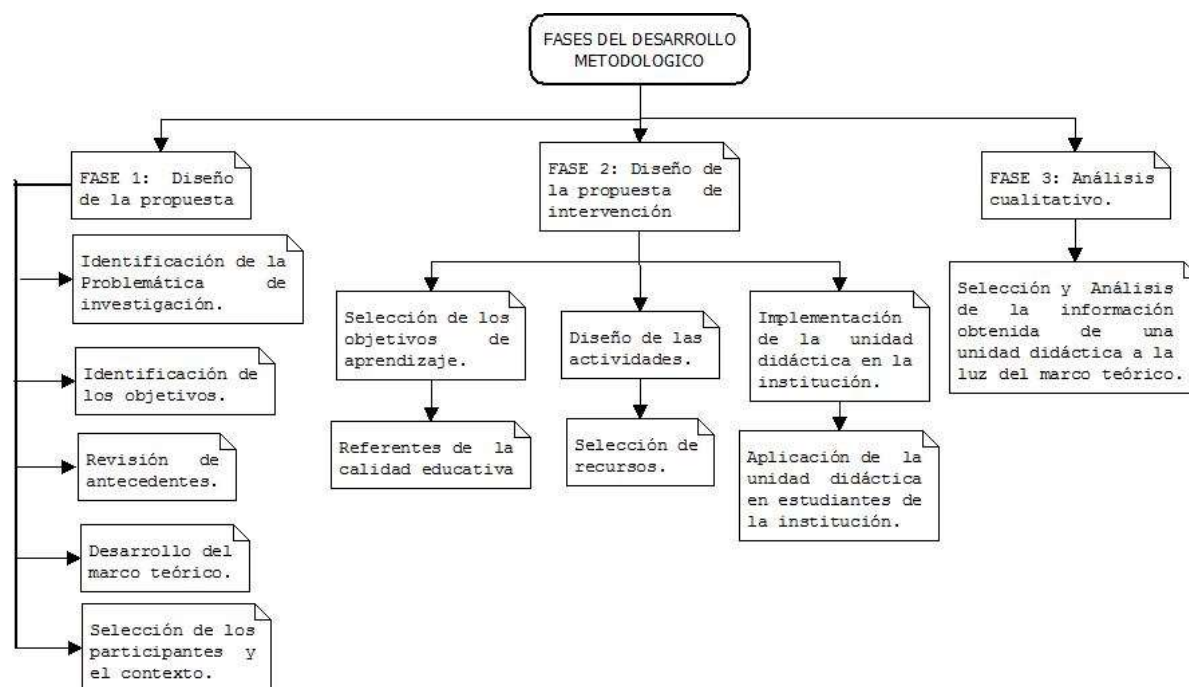 FASES DEL DESARROLLO
METODOLOGICO
FASE 1: Diseño
de la propuesta
Identificación de la
Problemática de
investigación.
Identificación de
los objetivos.
Revisión de
antecedentes.
Desarrollo del
marco teórico.
Selección de los
participantes y
el contexto.
FASE 2: Diseño de
la propuesta de
intervención
Selección de los
objetivos de
aprendizaje.
Referentes de la
calidad educativa
Diseño de las
actividades.
Selección de
recursos.
Implementación
de la unidad
didáctica en la
institución.
Aplicación de la
unidad didáctica
en estudiantes de
la institución.
FASE 3: Análisis
cualitativo.
Selección y Análisis
de la información
obtenida de una
unidad didáctica a la
luz del marco teórico.